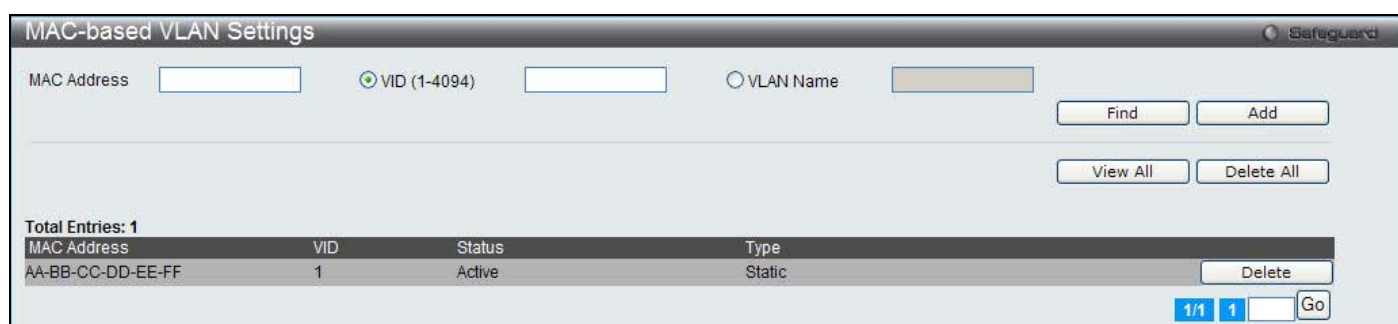 MAC-based VLAN Settings
Safeguard
MAC Address VID (1-4094) VLAN Name
Find Add
View All Delete All
Total Entries: 1
MAC Address VID Status Type
AA-BB-CC-DD-EE-FF 1 Active Static Delete
1/1 1 Go